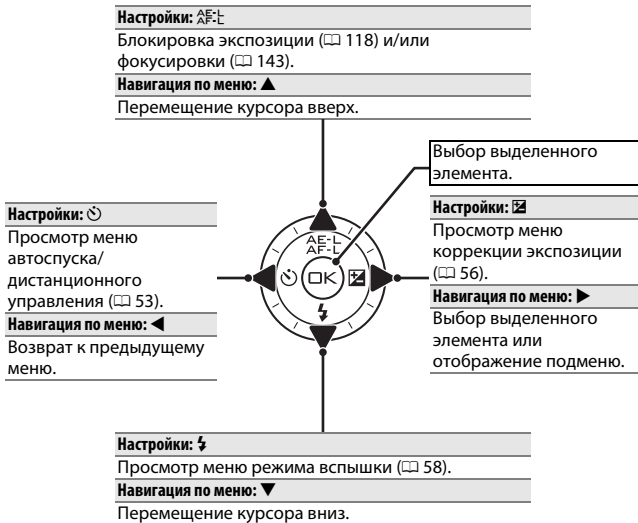 Настройки: AE-L AF-L
Блокировка экспозиции (118) и/или
фокусировки (143).
Навигация по меню: ▲
Перемещение курсора вверх.
Выбор выделенного
элемента.
Настройки:
Просмотр меню
автоспуска/
дистанционного
управления (53).
Навигация по меню: ◀
Возврат к предыдущему
меню.
AE-L
AF-L
OK
Настройки:
Просмотр меню
коррекции экспозиции
(56).
Навигация по меню: ▶
Выбор выделенного
элемента или
отображение подменю.
Настройки:
Просмотр меню режима вспышки (58).
Навигация по меню: ▼
Перемещение курсора вниз.